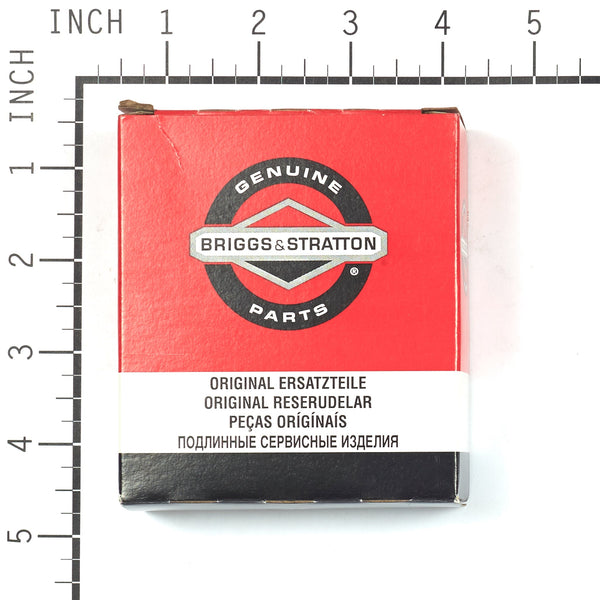 INCH 1 2 3 4 5
INCH
1
2
3
4
5
GENUINE
BRIGGS & STRATTON
®
PARTS
ORIGINAL ERSATZTEILE
ORIGINAL RESERUDELAR
PEÇAS ORÍGÍNAÍS
ПОДЛИННЫЕ СЕРВИСНЫЕ ИЗДЕЛИЯ